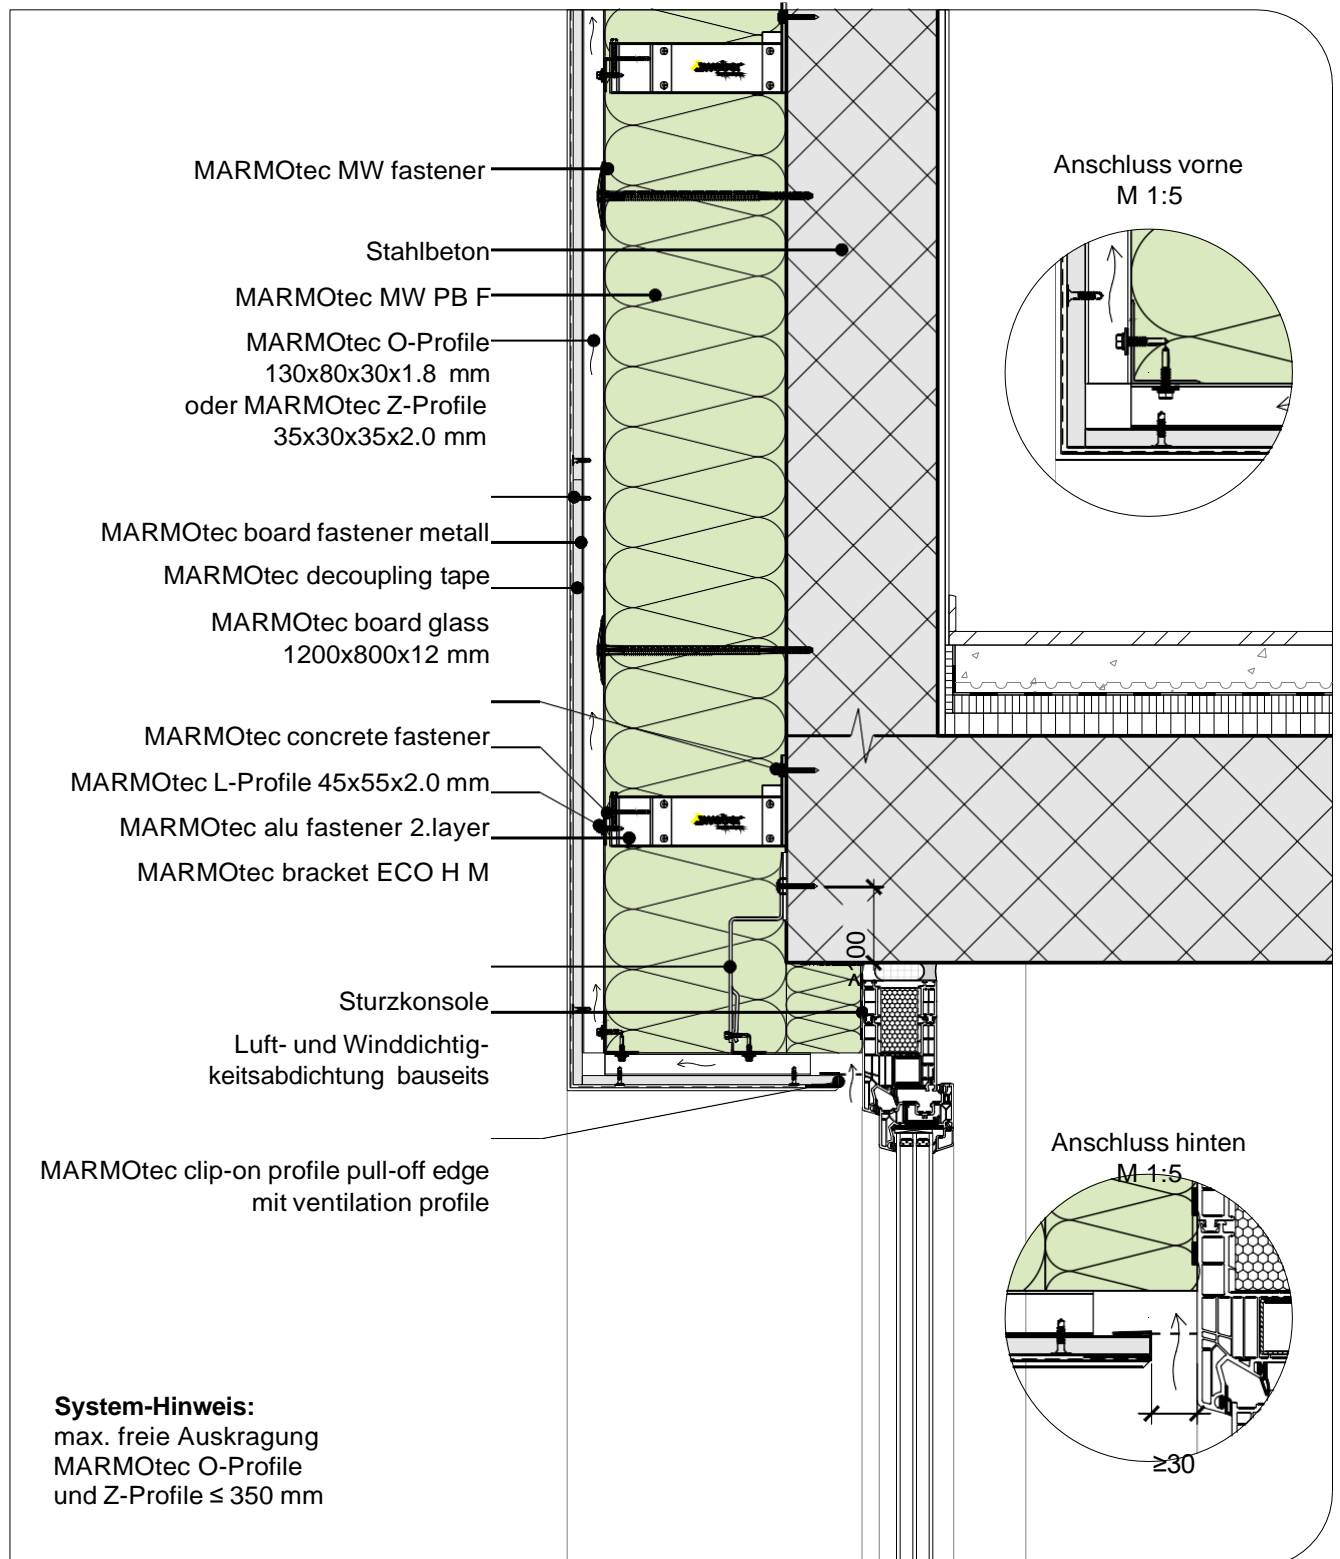 MARMOtec MW fastener
Stahlbeton
MARMOtec MW PB F
MARMOtec O-Profile
130x80x30x1.8 mm
oder MARMOtec Z-Profile
35x30x35x2.0 mm
MARMOtec board fastener metall
MARMOtec decoupling tape
MARMOtec board glass
1200x800x12 mm
MARMOtec concrete fastener
MARMOtec L-Profile 45x55x2.0 mm
MARMOtec alu fastener 2.layer
MARMOtec bracket ECO H M
Sturzkonsole
Luft- und Winddichtig-
keitsabdichtung bauseits
MARMOtec clip-on profile pull-off edge
mit ventilation profile
System-Hinweis:
max. freie Auskragung
MARMOtec O-Profile
und Z-Profile ≤ 350 mm
Anschluss vorne
M 1:5
Anschluss hinten
M 1:5
≥30